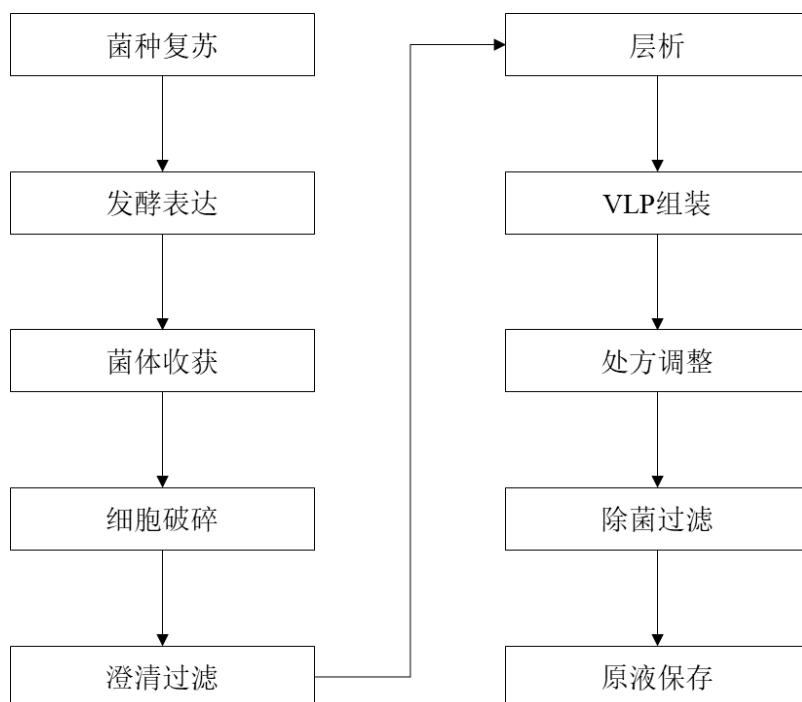 菌种复苏
发酵表达
菌体收获
细胞破碎
澄清过滤
层析
VLP组装
处方调整
除菌过滤
原液保存